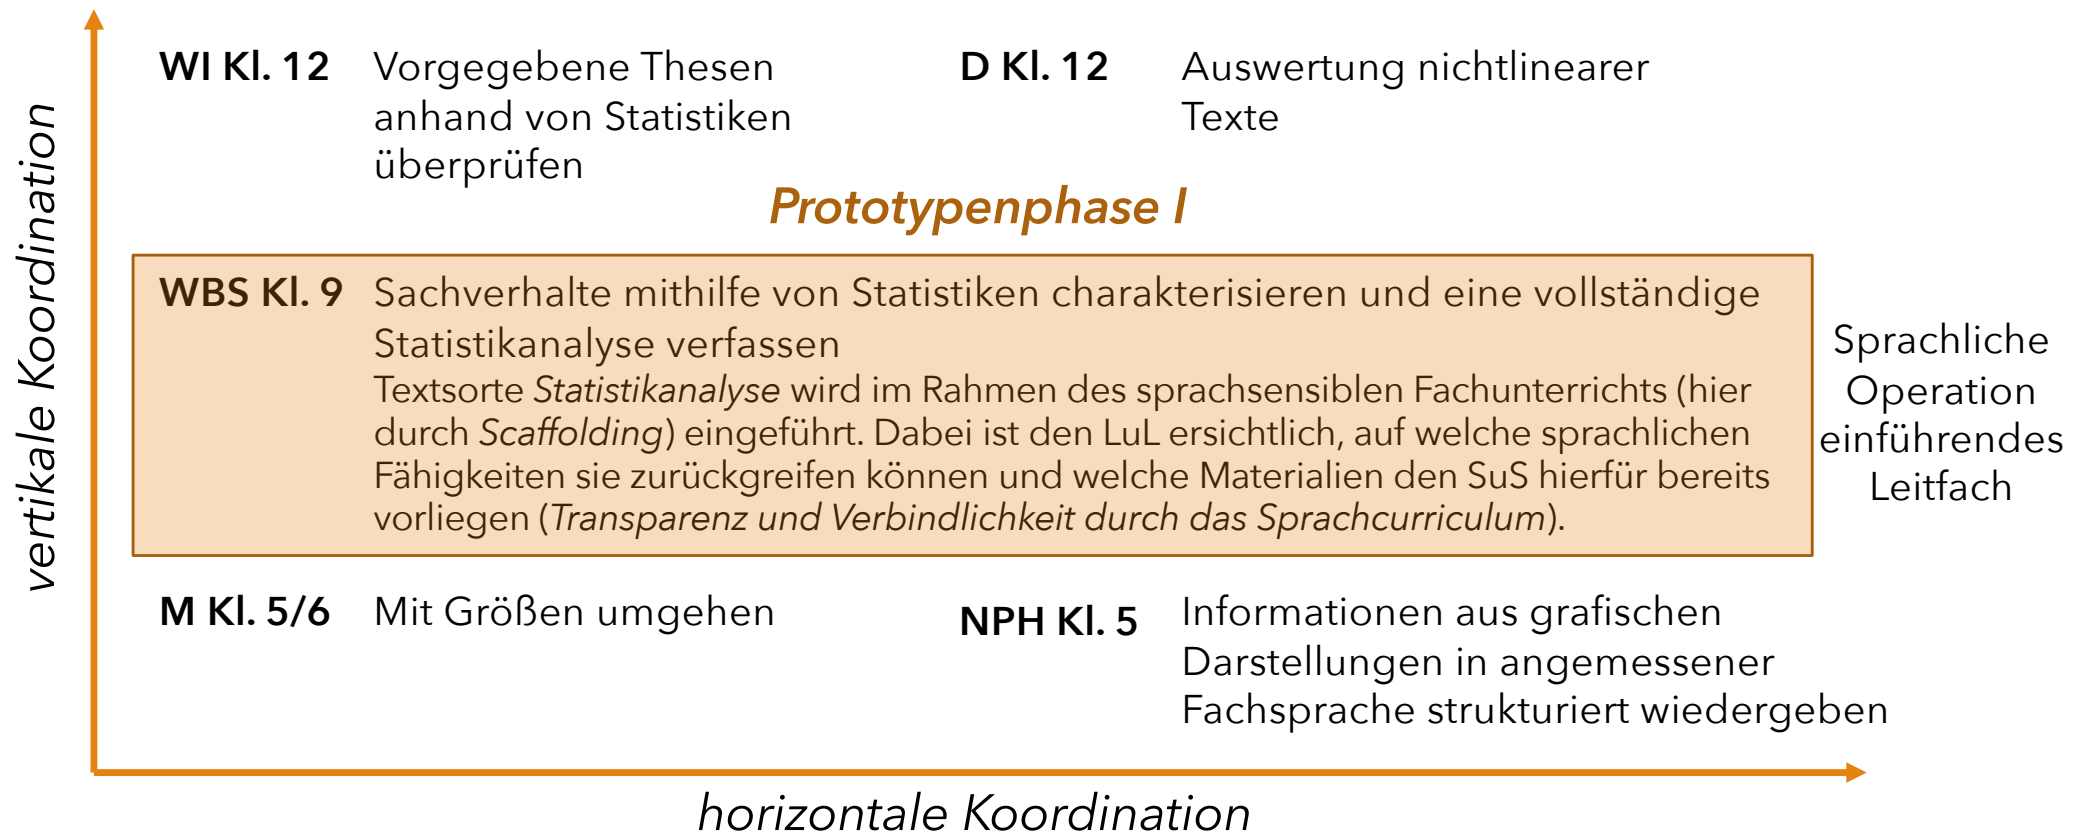 vertikale Koordination
WI Kl. 12
Vorgegebene Thesen
anhand von Statistiken
überprüfen
D Kl. 12
Auswertung nichtlinearer
Texte
Prototypenphase I
WBS Kl. 9
Sachverhalte mithilfe von Statistiken charakterisieren und eine vollständige
Statistikanalyse verfassen
Textsorte Statistikanalyse wird im Rahmen des sprachsensiblen Fachunterrichts (hier
durch Scaffolding) eingeführt. Dabei ist den LuL ersichtlich, auf welche sprachlichen
Fähigkeiten sie zurückgreifen können und welche Materialien den SuS hierfür bereits
vorliegen (Transparenz und Verbindlichkeit durch das Sprachcurriculum).
Sprachliche
Operation
einführendes
Leitfach
M Kl. 5/6
Mit Größen umgehen
NPH Kl. 5
Informationen aus grafischen
Darstellungen in angemessener
Fachsprache strukturiert wiedergeben
horizontale Koordination